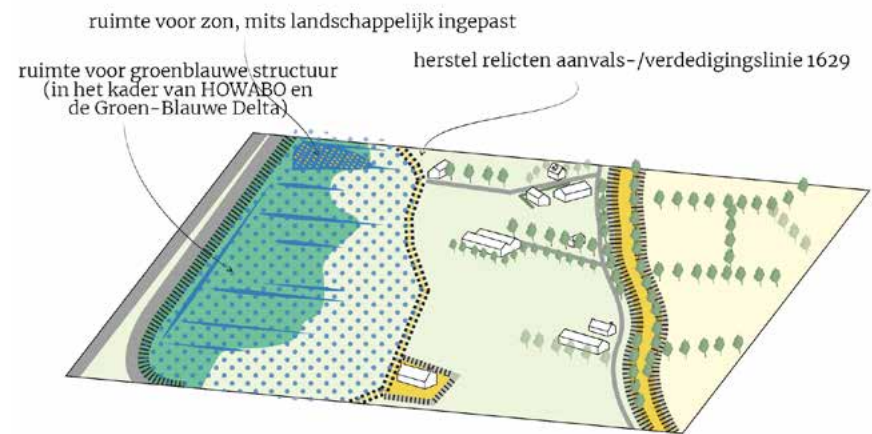 ruimte voor zon, mits landschappelijk ingepast
ruimte voor groenblauwe structuur
(in het kader van HOWABO en
de Groen-Blauwe Delta)
herstel relicten aanvals-/verdedigingslinie 1629